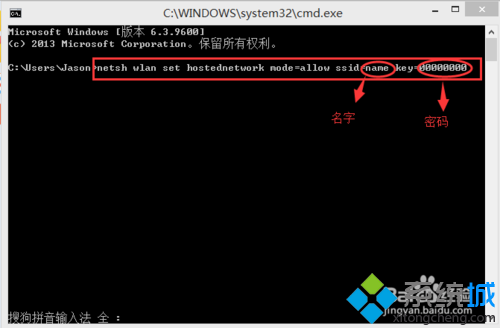 C:\WINDOWS\system32\cmd.exe
Microsoft Windows [版本 6.3.9600]
(c) 2013 Microsoft Corporation。保留所有权利。
C:\Users\Jason>netsh wlan set hostednetwork mode=allow ssid=name key=00000000
名字
密码
系统城
xitongcheng.com
jingyan.baidu.com
搜狗拼音输入法 全 :